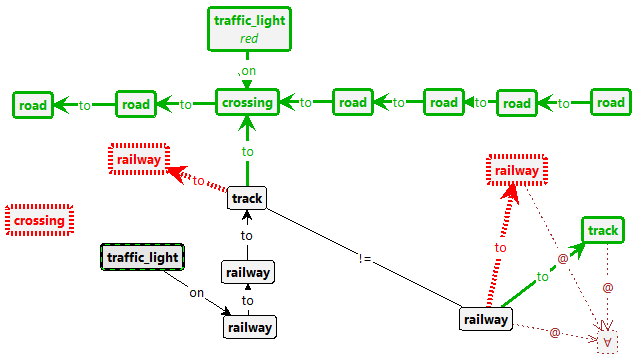 traffic_light
red
on
road
to
road
to
crossing
to
road
to
road
to
road
to
road
to
railway
to
track
railway
crossing
to
track
traffic_light
to
!=
@
to
@
railway
on
to
railway
railway
@
∀